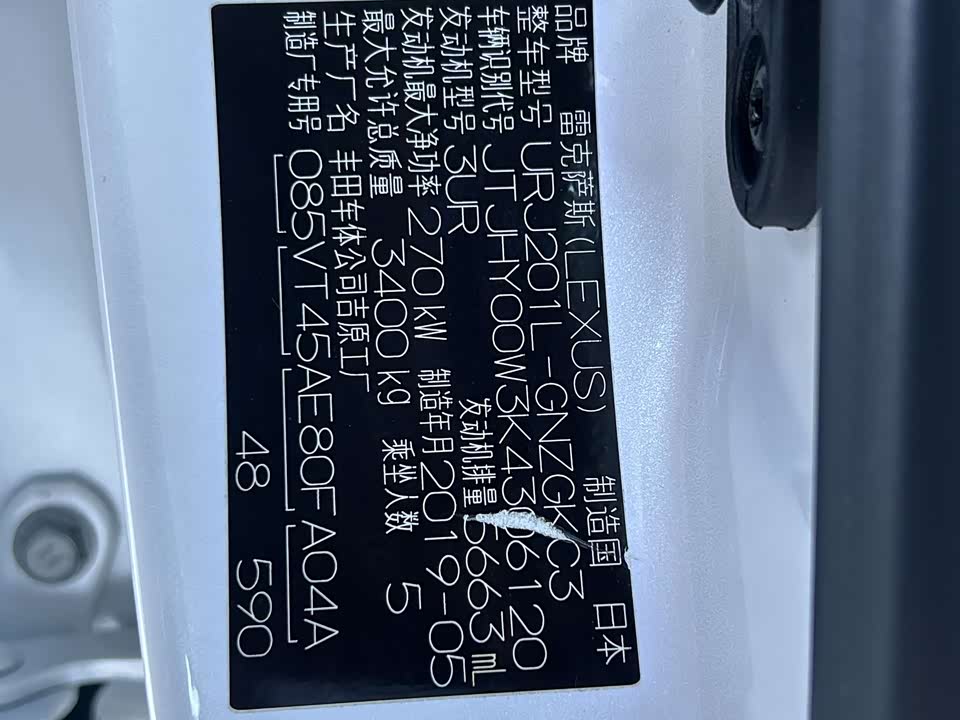 品牌 雷克萨斯(LEXUS) 制造国 日本
整车型号 URJ201L-GNZGKC3
车辆识别代号 JTJHY00W3K4306120
发动机型号 3UR 发动机排量 5663mL
发动机最大净功率 270kW 制造年月 2019-05
最大允许总质量 3400kg 乘坐人数 5
生产厂名 丰田车体公司吉原工厂
制造厂专用号 085VT45AE80FA04A
48 590